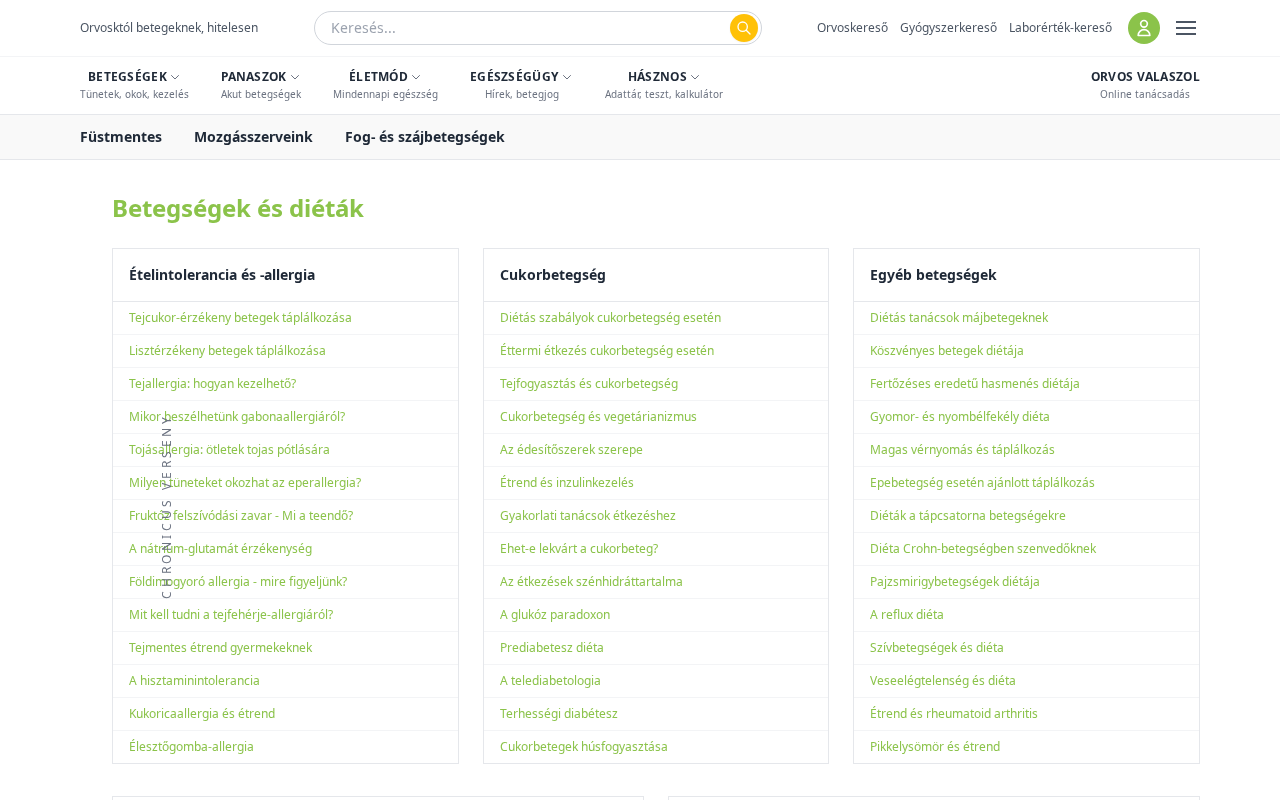 Orvosktól betegeknek, hitelesen
Keresés...
Orvoskereső
Gyógyszerkereső
Laborérték-kereső
BETEGSÉGEK
Tünetek, okok, kezelés
PANASZOK
Akut betegségek
ÉLETMÓD
Mindennapi egészség
EGÉSZSÉGÜGY
Hírek, betegjog
HÁSZNOS
Adattár, teszt, kalkulátor
ORVOS VALASZOL
Online tanácsadás
Füstmentes
Mozgásszerveink
Fog- és szájbetegségek
Betegségek és diéták
Ételintolerancia és -allergia
Tejcukor-érzékeny betegek táplálkozása
Lisztérzékeny betegek táplálkozása
Tejallergia: hogyan kezelhető?
Mikor beszélhetünk gabonaallergiáról?
Tojásallergia: ötletek tojas pótlására
Milyen tüneteket okozhat az eperallergia?
Fruktóz felszívódási zavar - Mi a teendő?
A nátrium-glutamát érzékenység
Földimogyoró allergia - mire figyeljünk?
Mit kell tudni a tejfehérje-allergiáról?
Tejmentes étrend gyermekeknek
A hisztaminintolerancia
Kukoricaallergia és étrend
Élesztőgomba-allergia
CHRONICUS VERSENY
Cukorbetegség
Diétás szabályok cukorbetegség esetén
Éttermi étkezés cukorbetegség esetén
Tejfogyasztás és cukorbetegség
Cukorbetegség és vegetárianizmus
Az édesítőszerek szerepe
Étrend és inzulinkezelés
Gyakorlati tanácsok étkezéshez
Ehet-e lekvárt a cukorbeteg?
Az étkezések szénhidráttartalma
A glukóz paradoxon
Prediabetesz diéta
A telediabetologia
Terhességi diabétesz
Cukorbetegek húsfogyasztása
Egyéb betegségek
Diétás tanácsok májbetegeknek
Köszvényes betegek diétája
Fertőzéses eredetű hasmenés diétája
Gyomor- és nyombélfekély diéta
Magas vérnyomás és táplálkozás
Epebetegség esetén ajánlott táplálkozás
Diéták a tápcsatorna betegségekre
Diéta Crohn-betegségben szenvedőknek
Pajzsmirigybetegségek diétája
A reflux diéta
Szívbetegségek és diéta
Veseelégtelenség és diéta
Étrend és rheumatoid arthritis
Pikkelysömör és étrend